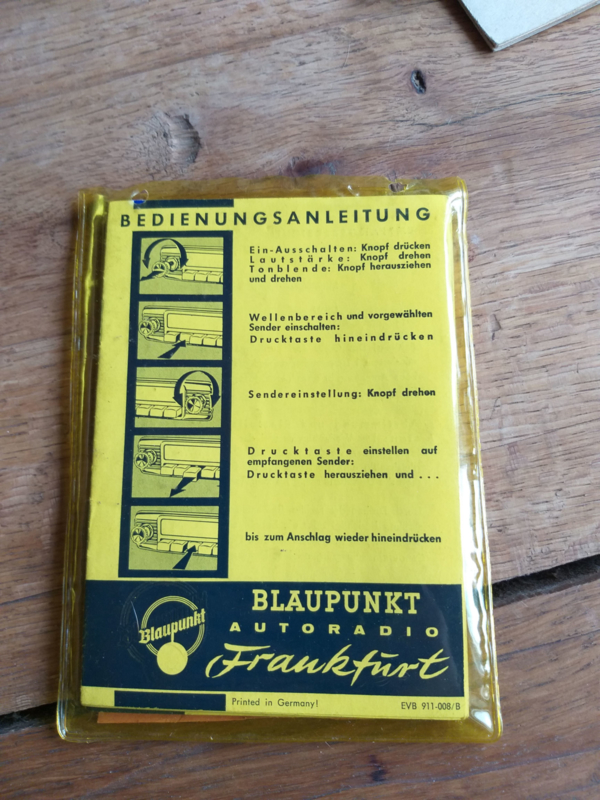 BEDIENUNGSANLEITUNG
Ein-Ausschalten: Knopf drücken
Lautstärke: Knopf drehen
Tonblende: Knopf herausziehen
und drehen
Wellenbereich und vorgewählten
Sender einschalten:
Drucktaste hineindrücken
Sendereinstellung: Knopf drehen
Drucktaste einstellen auf
empfangenen Sender:
Drucktaste herausziehen und ...
bis zum Anschlag wieder hineindrücken
Blaupunkt
BLAUPUNKT
AUTORADIO
Frankfurt
Printed in Germany!
EVB 911-008/B